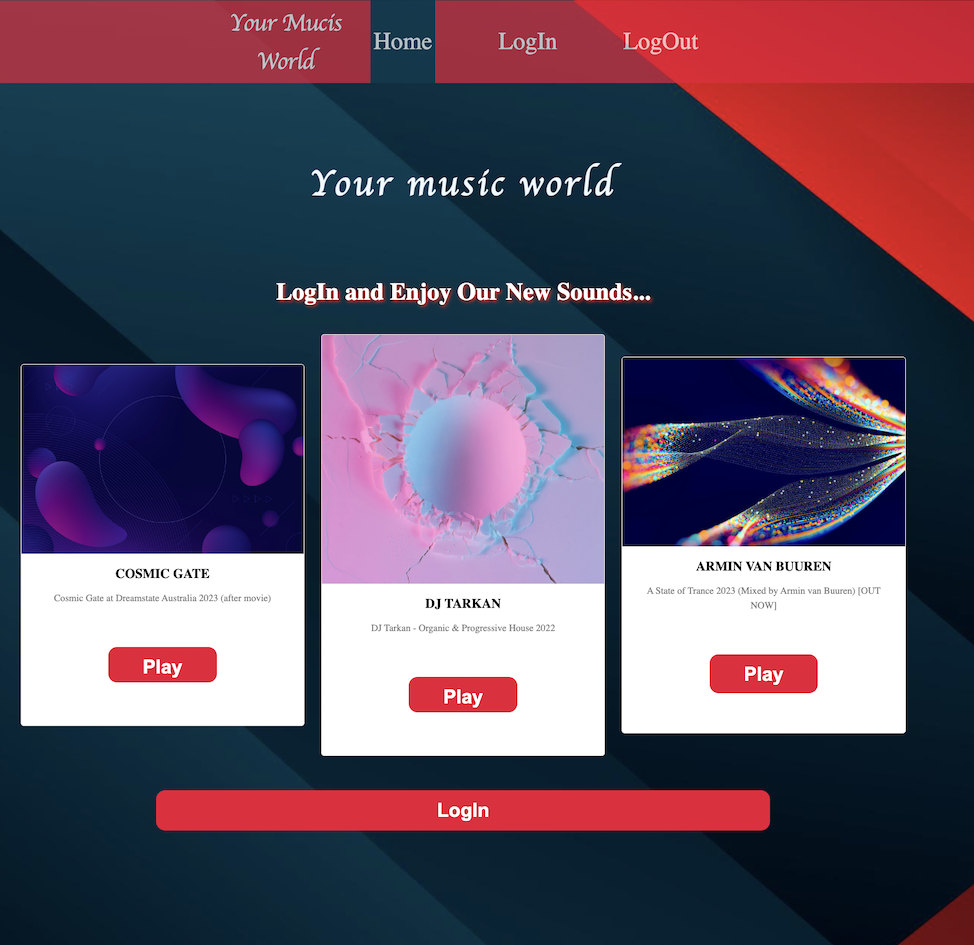 Your Mucis
World
Home
LogIn
LogOut
Your music world
LogIn and Enjoy Our New Sounds...
COSMIC GATE
Cosmic Gate at Dreamstate Australia 2023 (after movie)
Play
DJ TARKAN
DJ Tarkan - Organic & Progressive House 2022
Play
ARMIN VAN BUUREN
A State of Trance 2023 (Mixed by Armin van Buuren) [OUT
NOW]
Play
LogIn